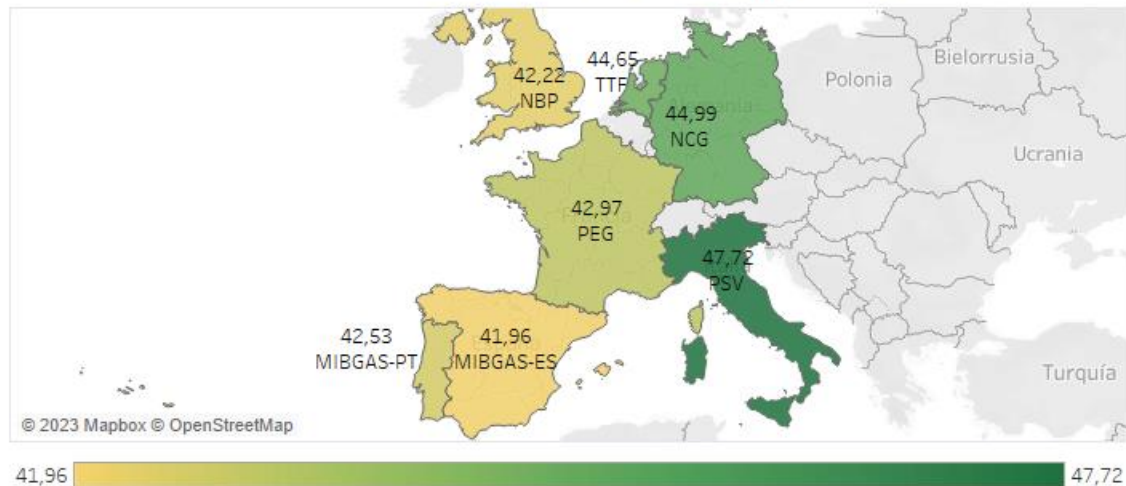 42,22
NBP
44,65
TTF
44,99
NCG
Polonia
Bielorrusia
Ucrania
42,97
PEG
47,72
PSV
42,53
MIBGAS-PT
41,96
MIBGAS-ES
Turquía
© 2023 Mapbox © OpenStreetMap
41,96
47,72